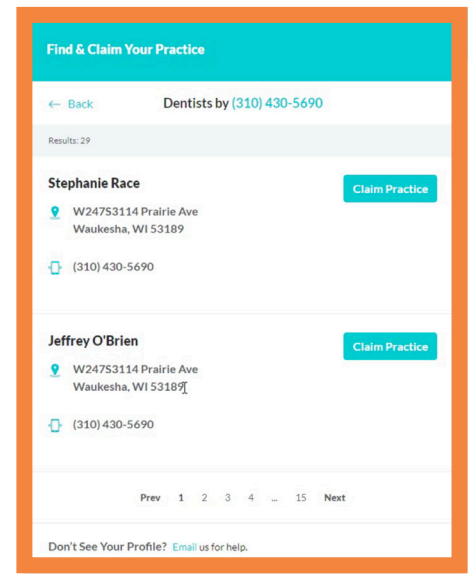 Find & Claim Your Practice
← Back Dentists by (310) 430-5690
Results: 29
Stephanie Race
Claim Practice
W247S3114 Prairie Ave
Waukesha, WI 53189
(310) 430-5690
Jeffrey O'Brien
Claim Practice
W247S3114 Prairie Ave
Waukesha, WI 53189
(310) 430-5690
Prev 1 2 3 4 ... 15 Next
Don't See Your Profile? Email us for help.